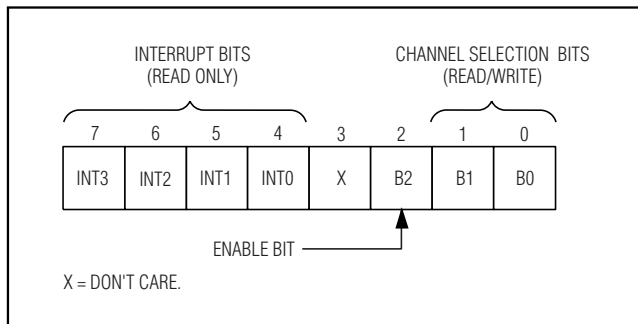 INTERRUPT BITS
(READ ONLY)
CHANNEL SELECTION BITS
(READ/WRITE)
7 6 5 4 3 2 1 0
INT3 INT2 INT1 INT0 X B2 B1 B0
ENABLE BIT
X = DON'T CARE.